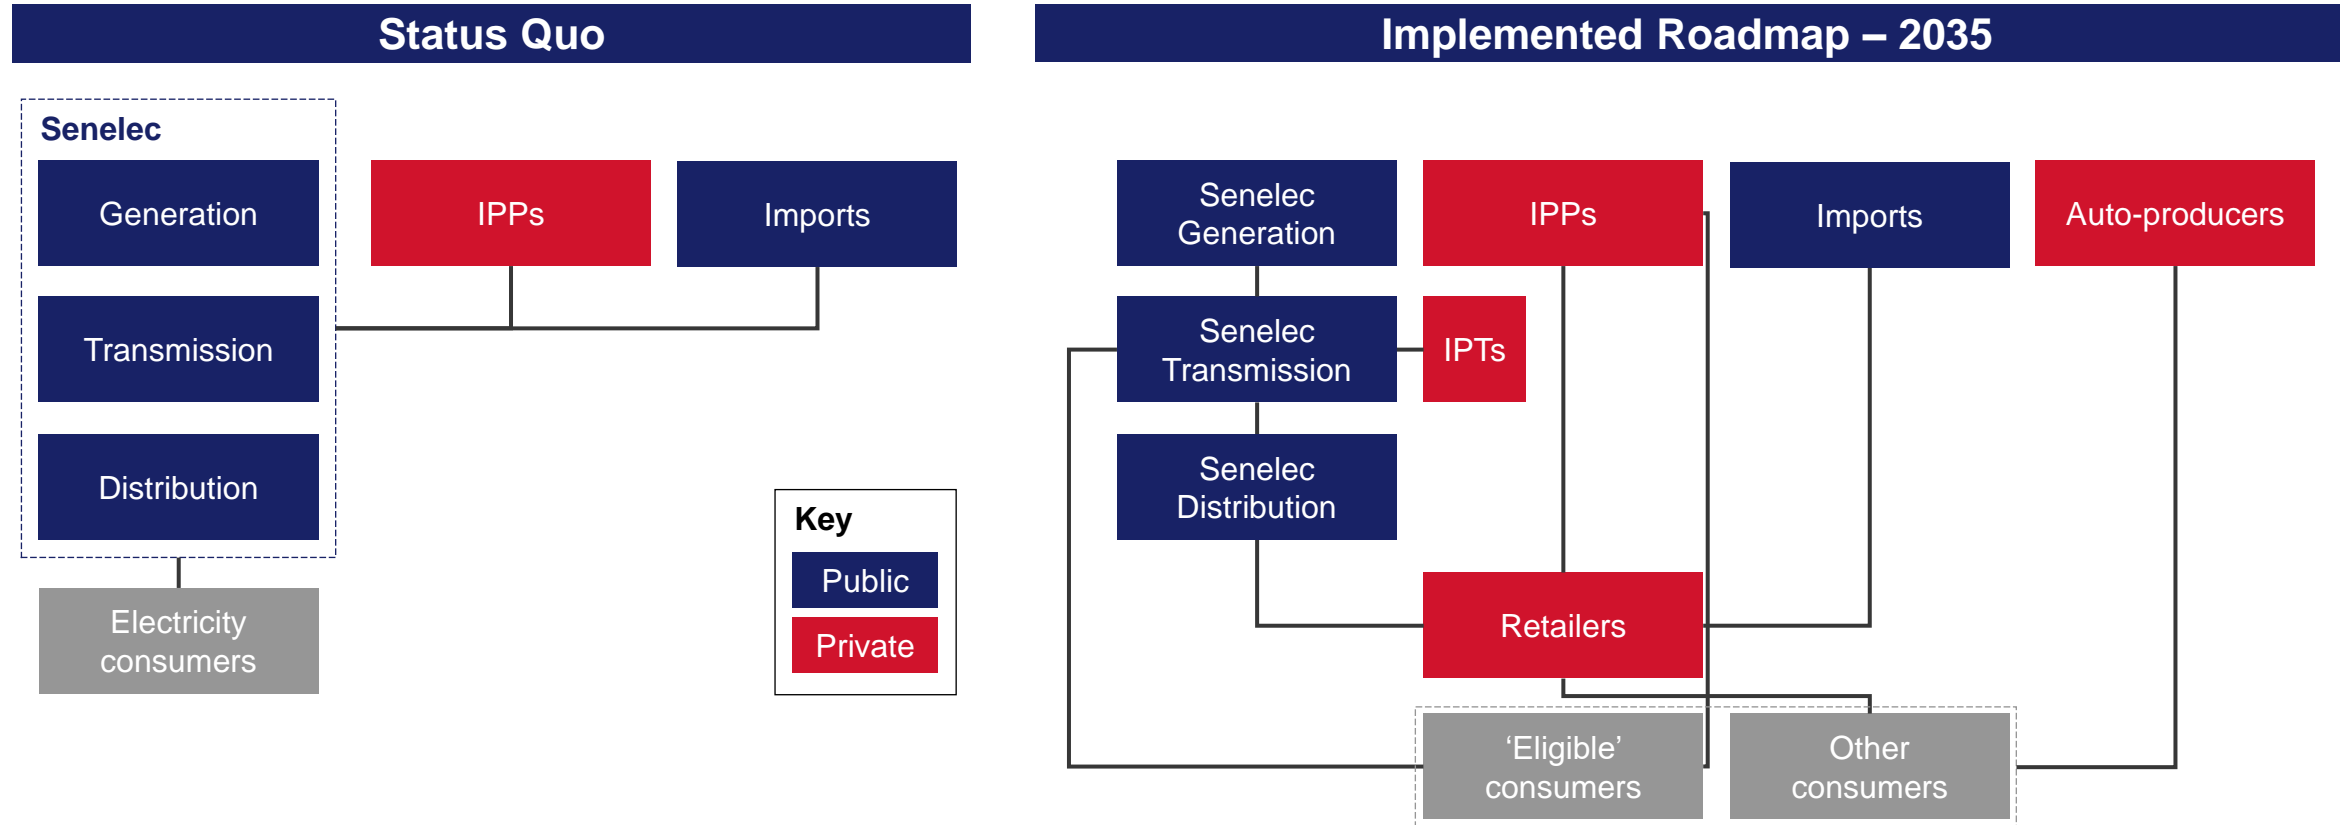 Status Quo
Senelec
Generation
IPPs
Imports
Transmission
Distribution
Electricity
consumers
Key
Public
Private
Implemented Roadmap – 2035
Senelec
Generation
IPPs
Imports
Auto-producers
Senelec
Transmission
IPTs
Senelec
Distribution
Retailers
‘Eligible’
consumers
Other
consumers